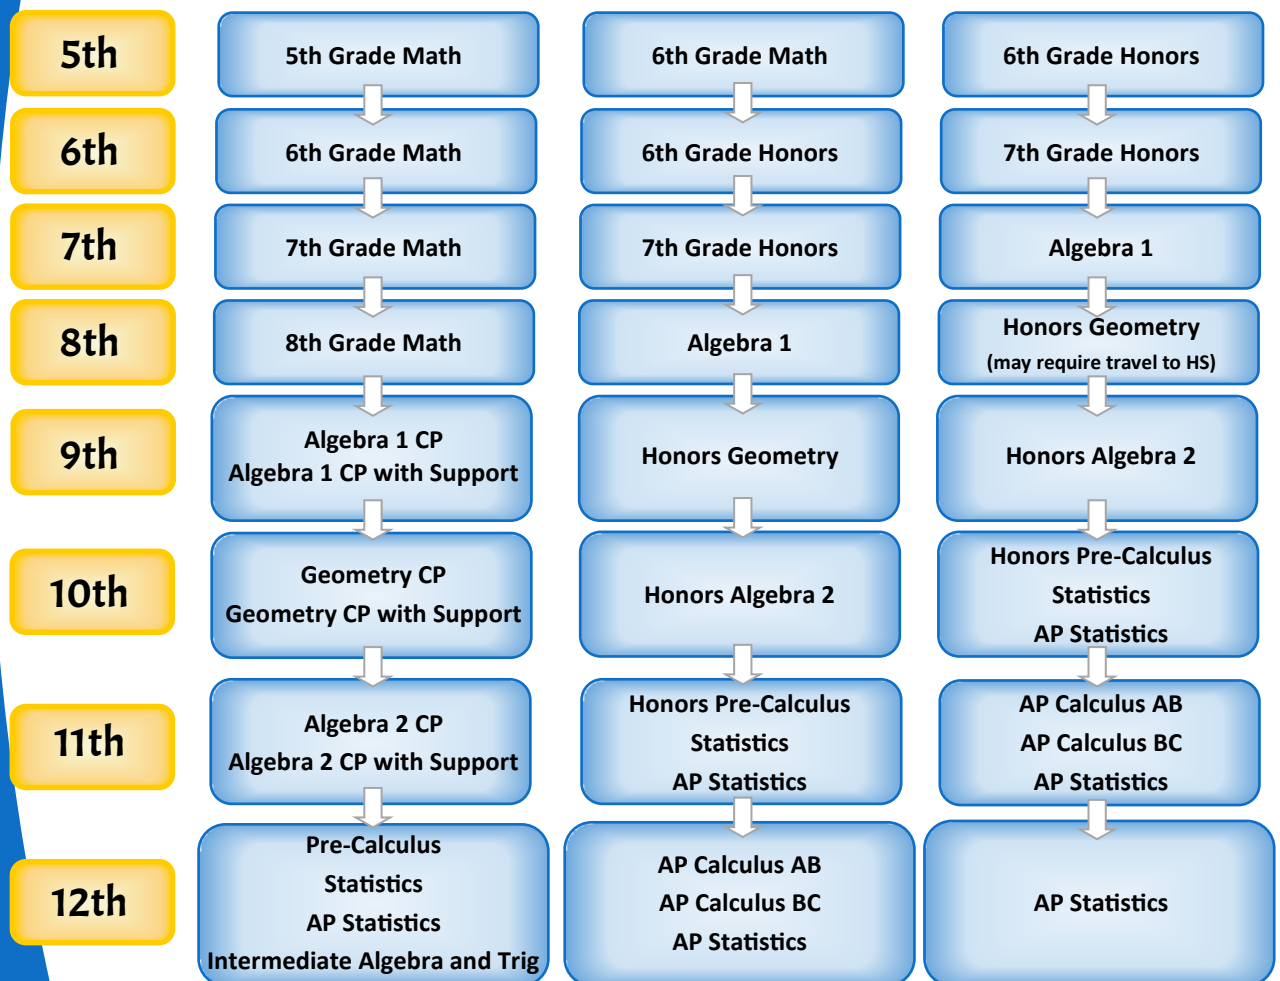 5th
5th Grade Math
6th Grade Math
6th Grade Honors
6th
6th Grade Math
6th Grade Honors
7th Grade Honors
7th
7th Grade Math
7th Grade Honors
Algebra 1
8th
8th Grade Math
Algebra 1
Honors Geometry
(may require travel to HS)
9th
Algebra 1 CP
Algebra 1 CP with Support
Honors Geometry
Honors Algebra 2
10th
Geometry CP
Geometry CP with Support
Honors Algebra 2
Honors Pre-Calculus
Statistics
AP Statistics
11th
Algebra 2 CP
Algebra 2 CP with Support
Honors Pre-Calculus
Statistics
AP Statistics
AP Calculus AB
AP Calculus BC
AP Statistics
12th
Pre-Calculus
Statistics
AP Statistics
Intermediate Algebra and Trig
AP Calculus AB
AP Calculus BC
AP Statistics
AP Statistics